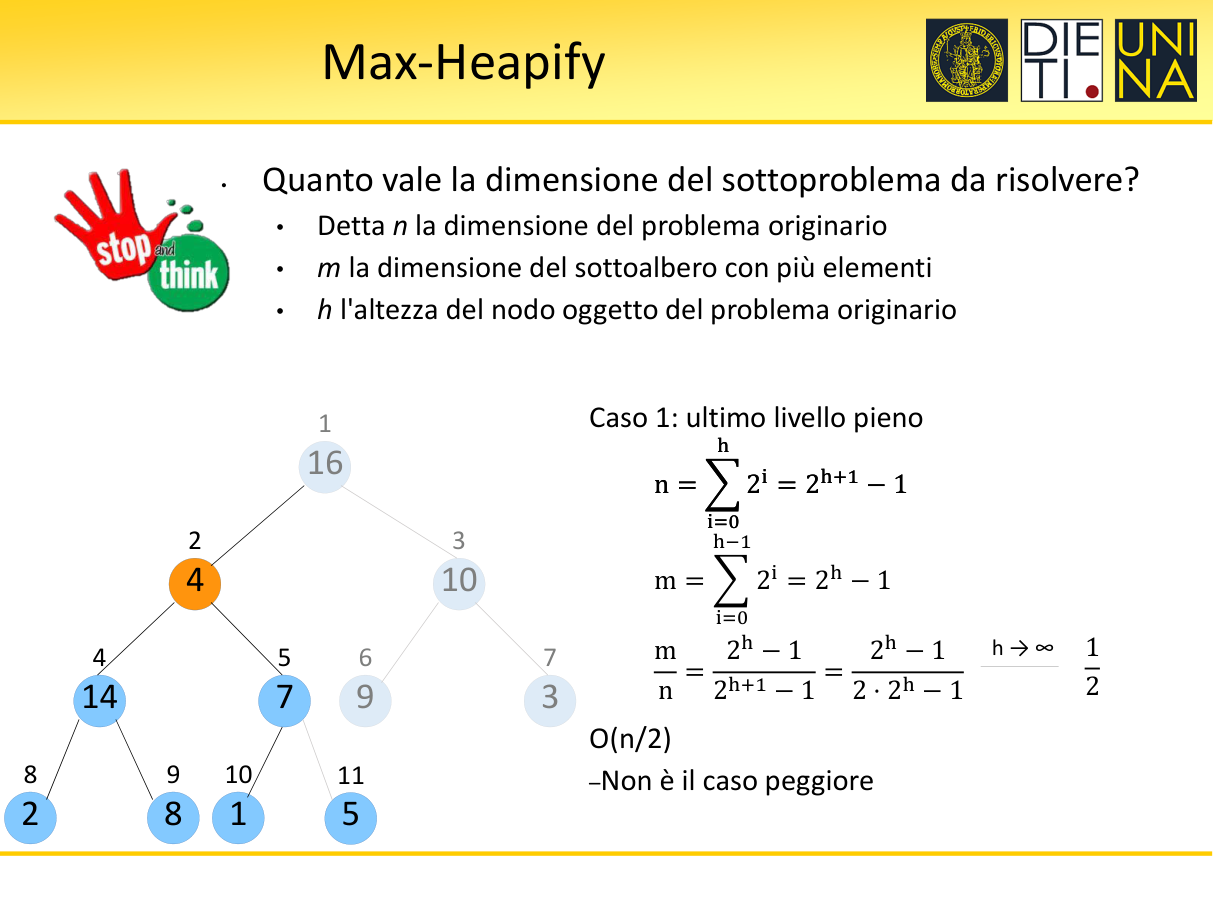 Max-Heapify
DIE
TI.
UNI
NA
stop and think
• Quanto vale la dimensione del sottoproblema da risolvere?
• Detta n la dimensione del problema originario
• m la dimensione del sottoalbero con più elementi
• h l'altezza del nodo oggetto del problema originario
1
16
2
3
4
10
4
5
6
7
14
7
9
3
8
9
10
11
2
8
1
5
Caso 1: ultimo livello pieno
n = ∑_{i=0}^{h} 2^i = 2^{h+1} − 1
m = ∑_{i=0}^{h−1} 2^i = 2^h − 1
m/n = (2^h − 1)/(2^{h+1} − 1) = (2^h − 1)/(2 · 2^h − 1) h → ∞ 1/2
O(n/2)
–Non è il caso peggiore